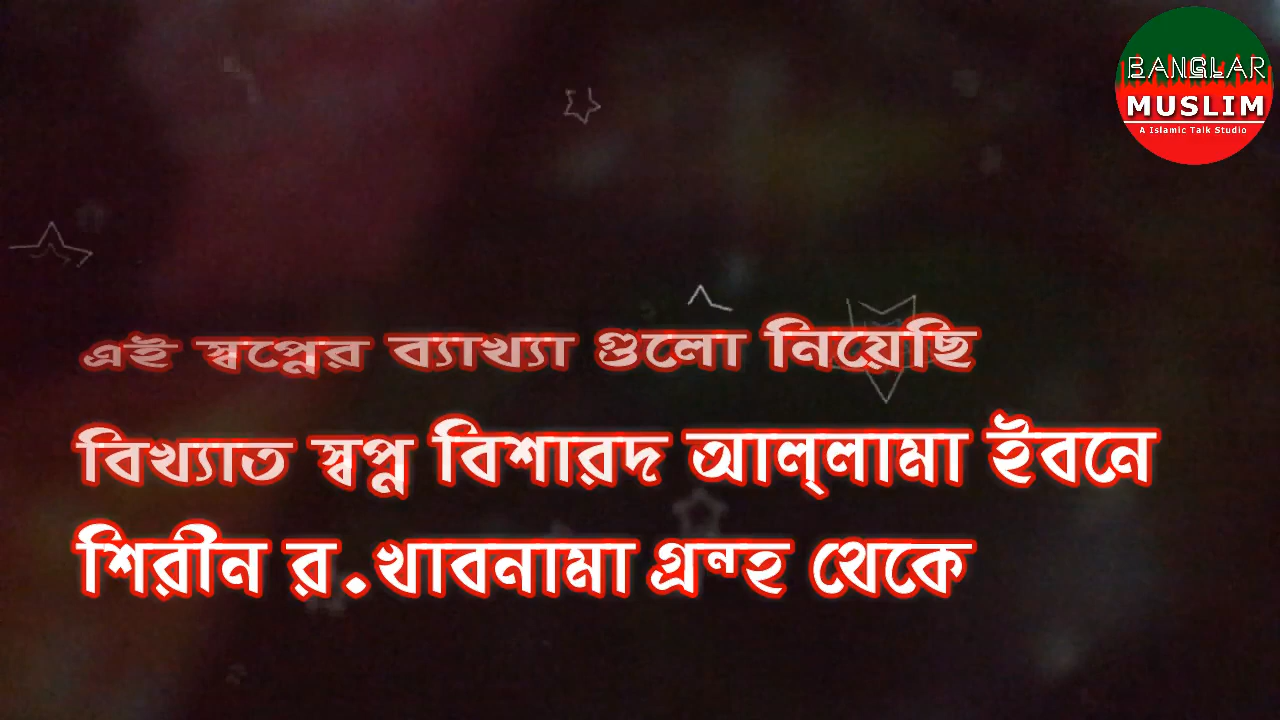 BANGLAR
MUSLIM
A Islamic Talk Studio
এই স্বপ্নের ব্যাখ্যা গুলো নিয়েছি
বিখ্যাত স্বপ্ন বিশারদ আল্‌লামা ইবনে
শিরীন র.খাবনামা গ্রন্হ থেকে